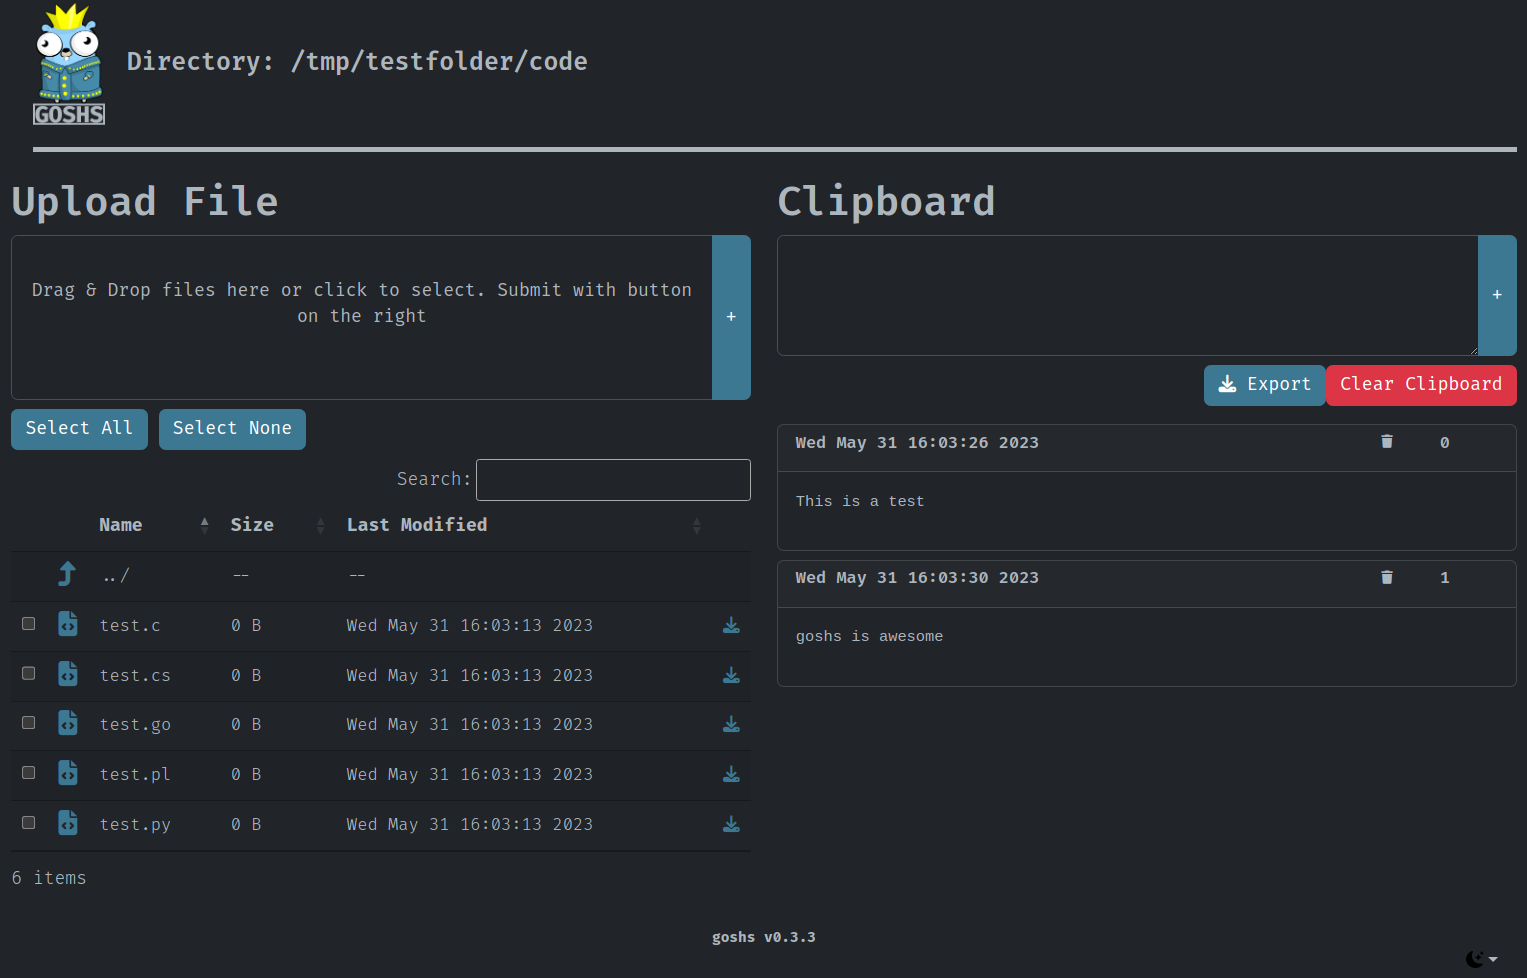 GOSHS
Directory: /tmp/testfolder/code
Upload File
Drag & Drop files here or click to select. Submit with button
on the right
+
Select All
Select None
Search:
Name
Size
Last Modified
../
--
--
test.c
0 B
Wed May 31 16:03:13 2023
test.cs
0 B
Wed May 31 16:03:13 2023
test.go
0 B
Wed May 31 16:03:13 2023
test.pl
0 B
Wed May 31 16:03:13 2023
test.py
0 B
Wed May 31 16:03:13 2023
6 items
Clipboard
+
Export
Clear Clipboard
Wed May 31 16:03:26 2023
0
This is a test
Wed May 31 16:03:30 2023
1
goshs is awesome
goshs v0.3.3